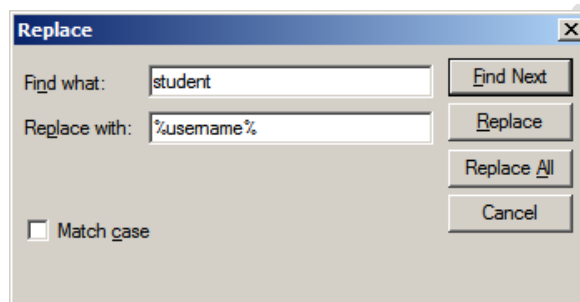 Replace
Find what: student
Find Next
Replace with: %username%
Replace
Replace All
Match case
Cancel